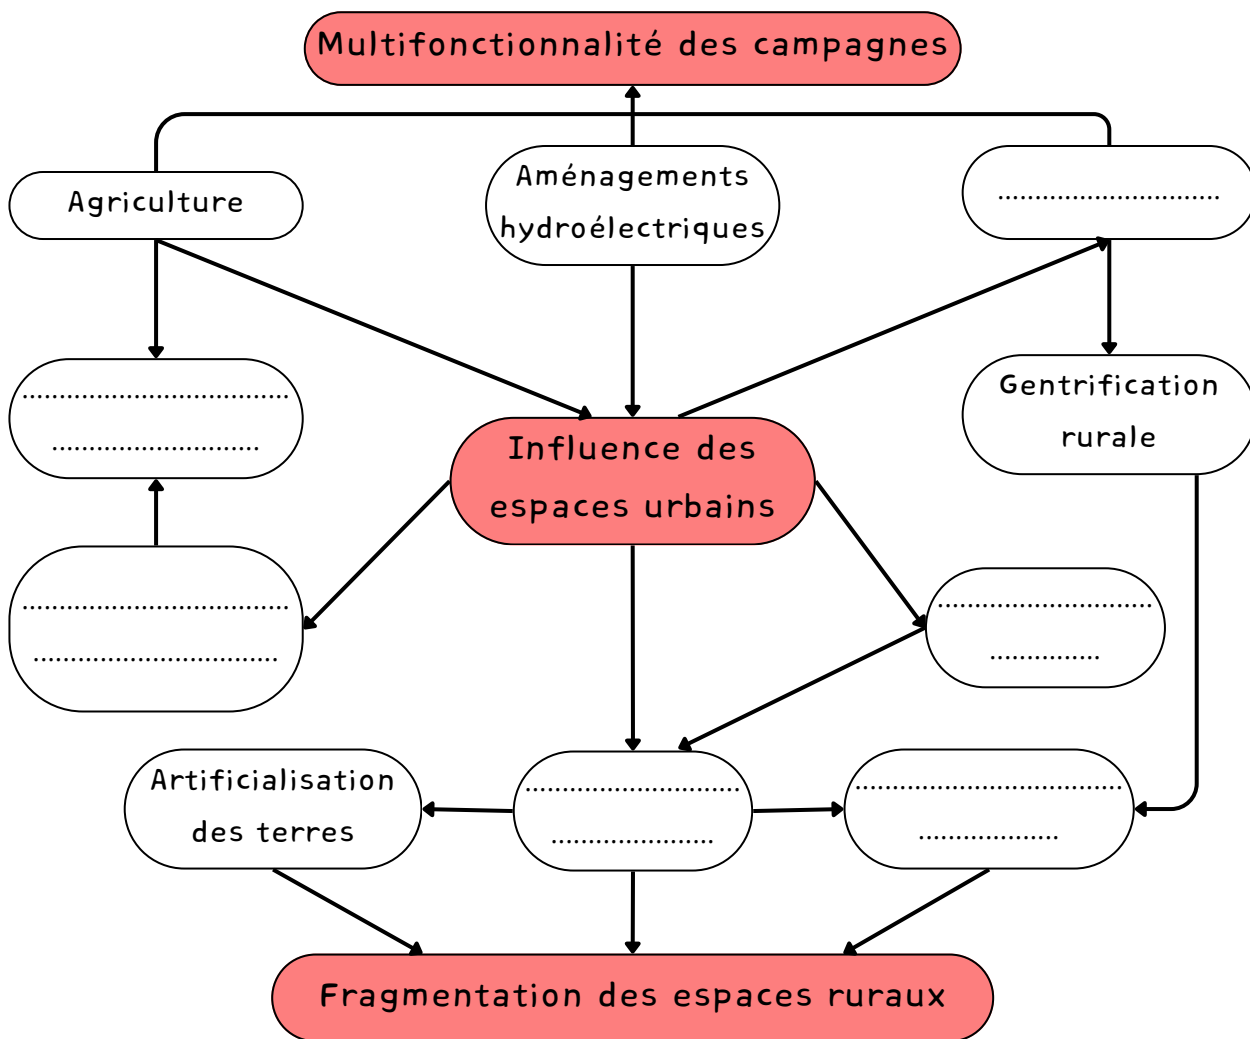 Multifonctionnalité des campagnes
Agriculture
Aménagements
hydroélectriques
..............................
....................................
............................
Gentrification
rurale
Influence des
espaces urbains
....................................
.................................
.............................
...............
Artificialisation
des terres
.............................
......................
....................................
...................
Fragmentation des espaces ruraux